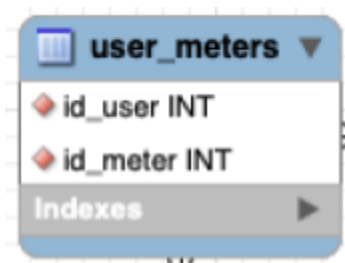 user_meters
id_user INT
id_meter INT
Indexes